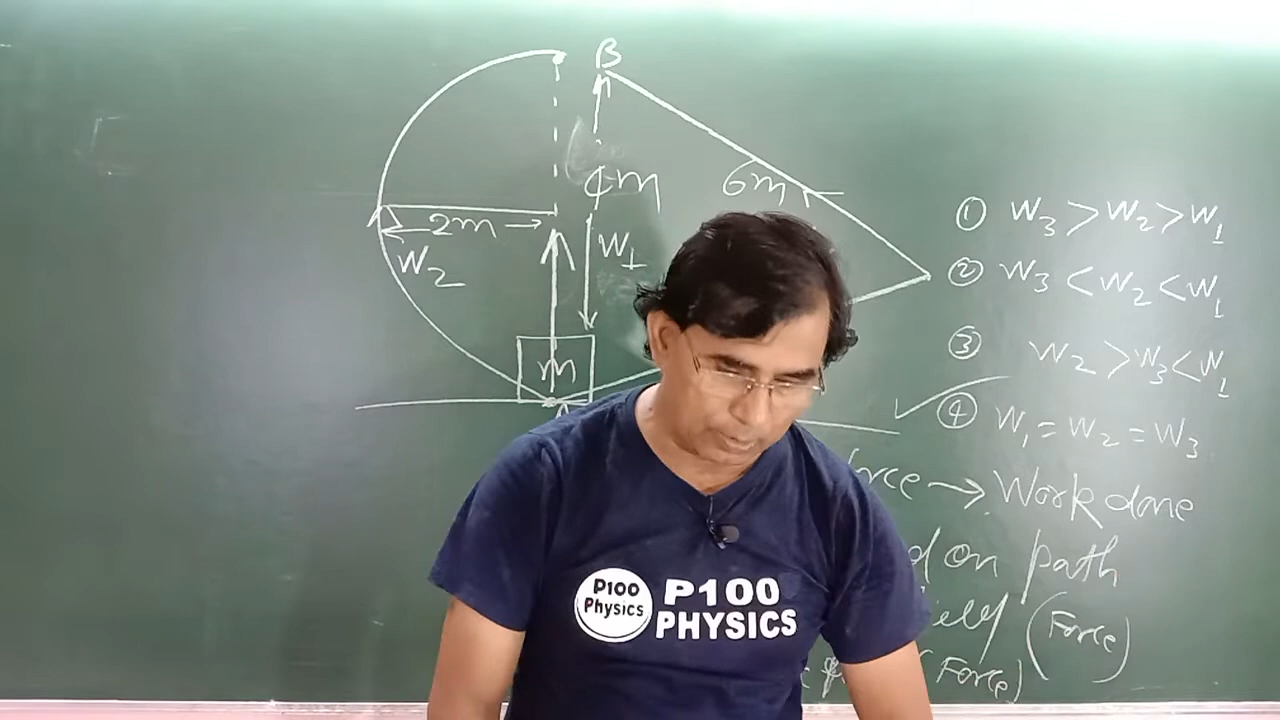 B
4m
6m
2m
W2
W1
m
① W3 > W2 > W1
② W3 < W2 < W1
③ W2 > W3 < W1
④ W1 = W2 = W3
→ Work done
on path
(Force)
(Force)
P100
Physics
P100
PHYSICS